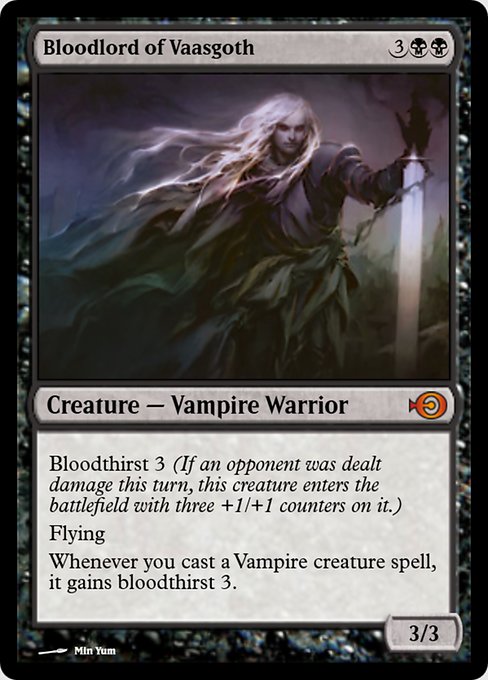 Bloodlord of Vaasgoth 3
Creature — Vampire Warrior
Bloodthirst 3 (If an opponent was dealt
damage this turn, this creature enters the
battlefield with three +1/+1 counters on it.)
Flying
Whenever you cast a Vampire creature spell,
it gains bloodthirst 3.
3/3
Min Yum